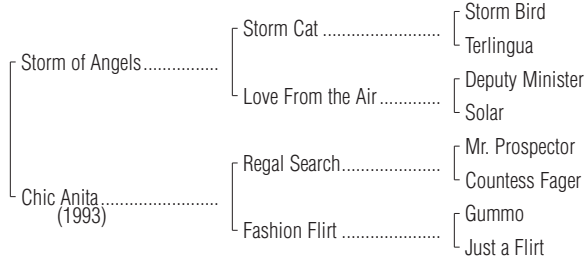 Storm Bird
Storm Cat ........................
Terlingua
Storm of Angels...............
Deputy Minister
Love From the Air.............
Solar
Mr. Prospector
Regal Search.....................
Countess Fager
Chic Anita........................
(1993)
Gummo
Fashion Flirt .....................
Just a Flirt